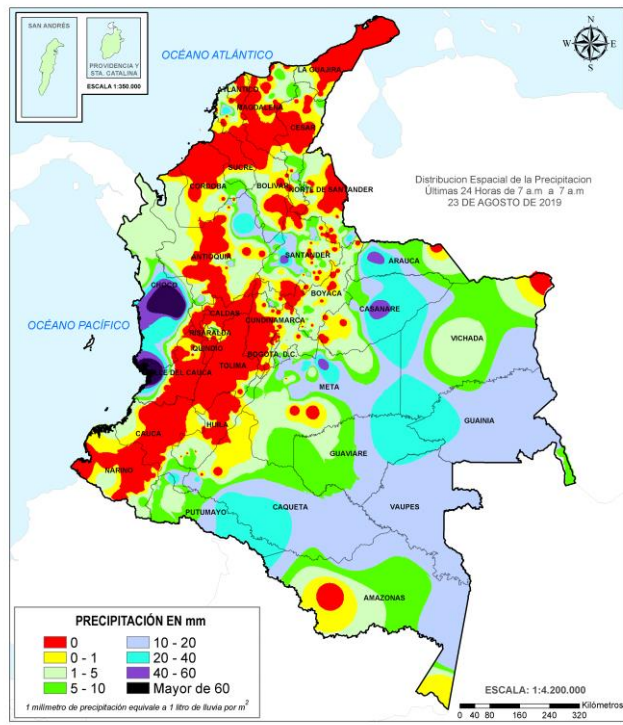 SAN ANDRÉS
PROVIDENCIA Y
STA. CATALINA
ESCALA 1:350.000
OCÉANO ATLÁNTICO
N
W E
S
LA GUAJIRA
ATLANTICO
MAGDALENA
CESAR
Distribucion Espacial de la Precipitacion
Últimas 24 Horas de 7 a.m a 7 a.m
23 DE AGOSTO DE 2019
SUCRE
CORDOBA
BOLIVAR
NORTE DE SANTANDER
ANTIOQUIA
SANTANDER
ARAUCA
CHOCO
BOYACA
CASANARE
OCÉANO PACÍFICO
CALDAS
CUNDINAMARCA
VICHADA
RISARALDA
QUINDIO
BOGOTA, D.C.
VALLE DEL CAUCA
TOLIMA
META
GUAINIA
CAUCA
HUILA
GUAVIARE
NARIÑO
PUTUMAYO
CAQUETA
VAUPES
AMAZONAS
PRECIPITACIÓN EN mm
0 10 - 20
0 - 1 20 - 40
1 - 5 40 - 60
5 - 10 Mayor de 60
1 milímetro de precipitación equivale a 1 litro de lluvia por m²
ESCALA: 1:4.200.000
Kilómetros
0 40 80 160 240 320